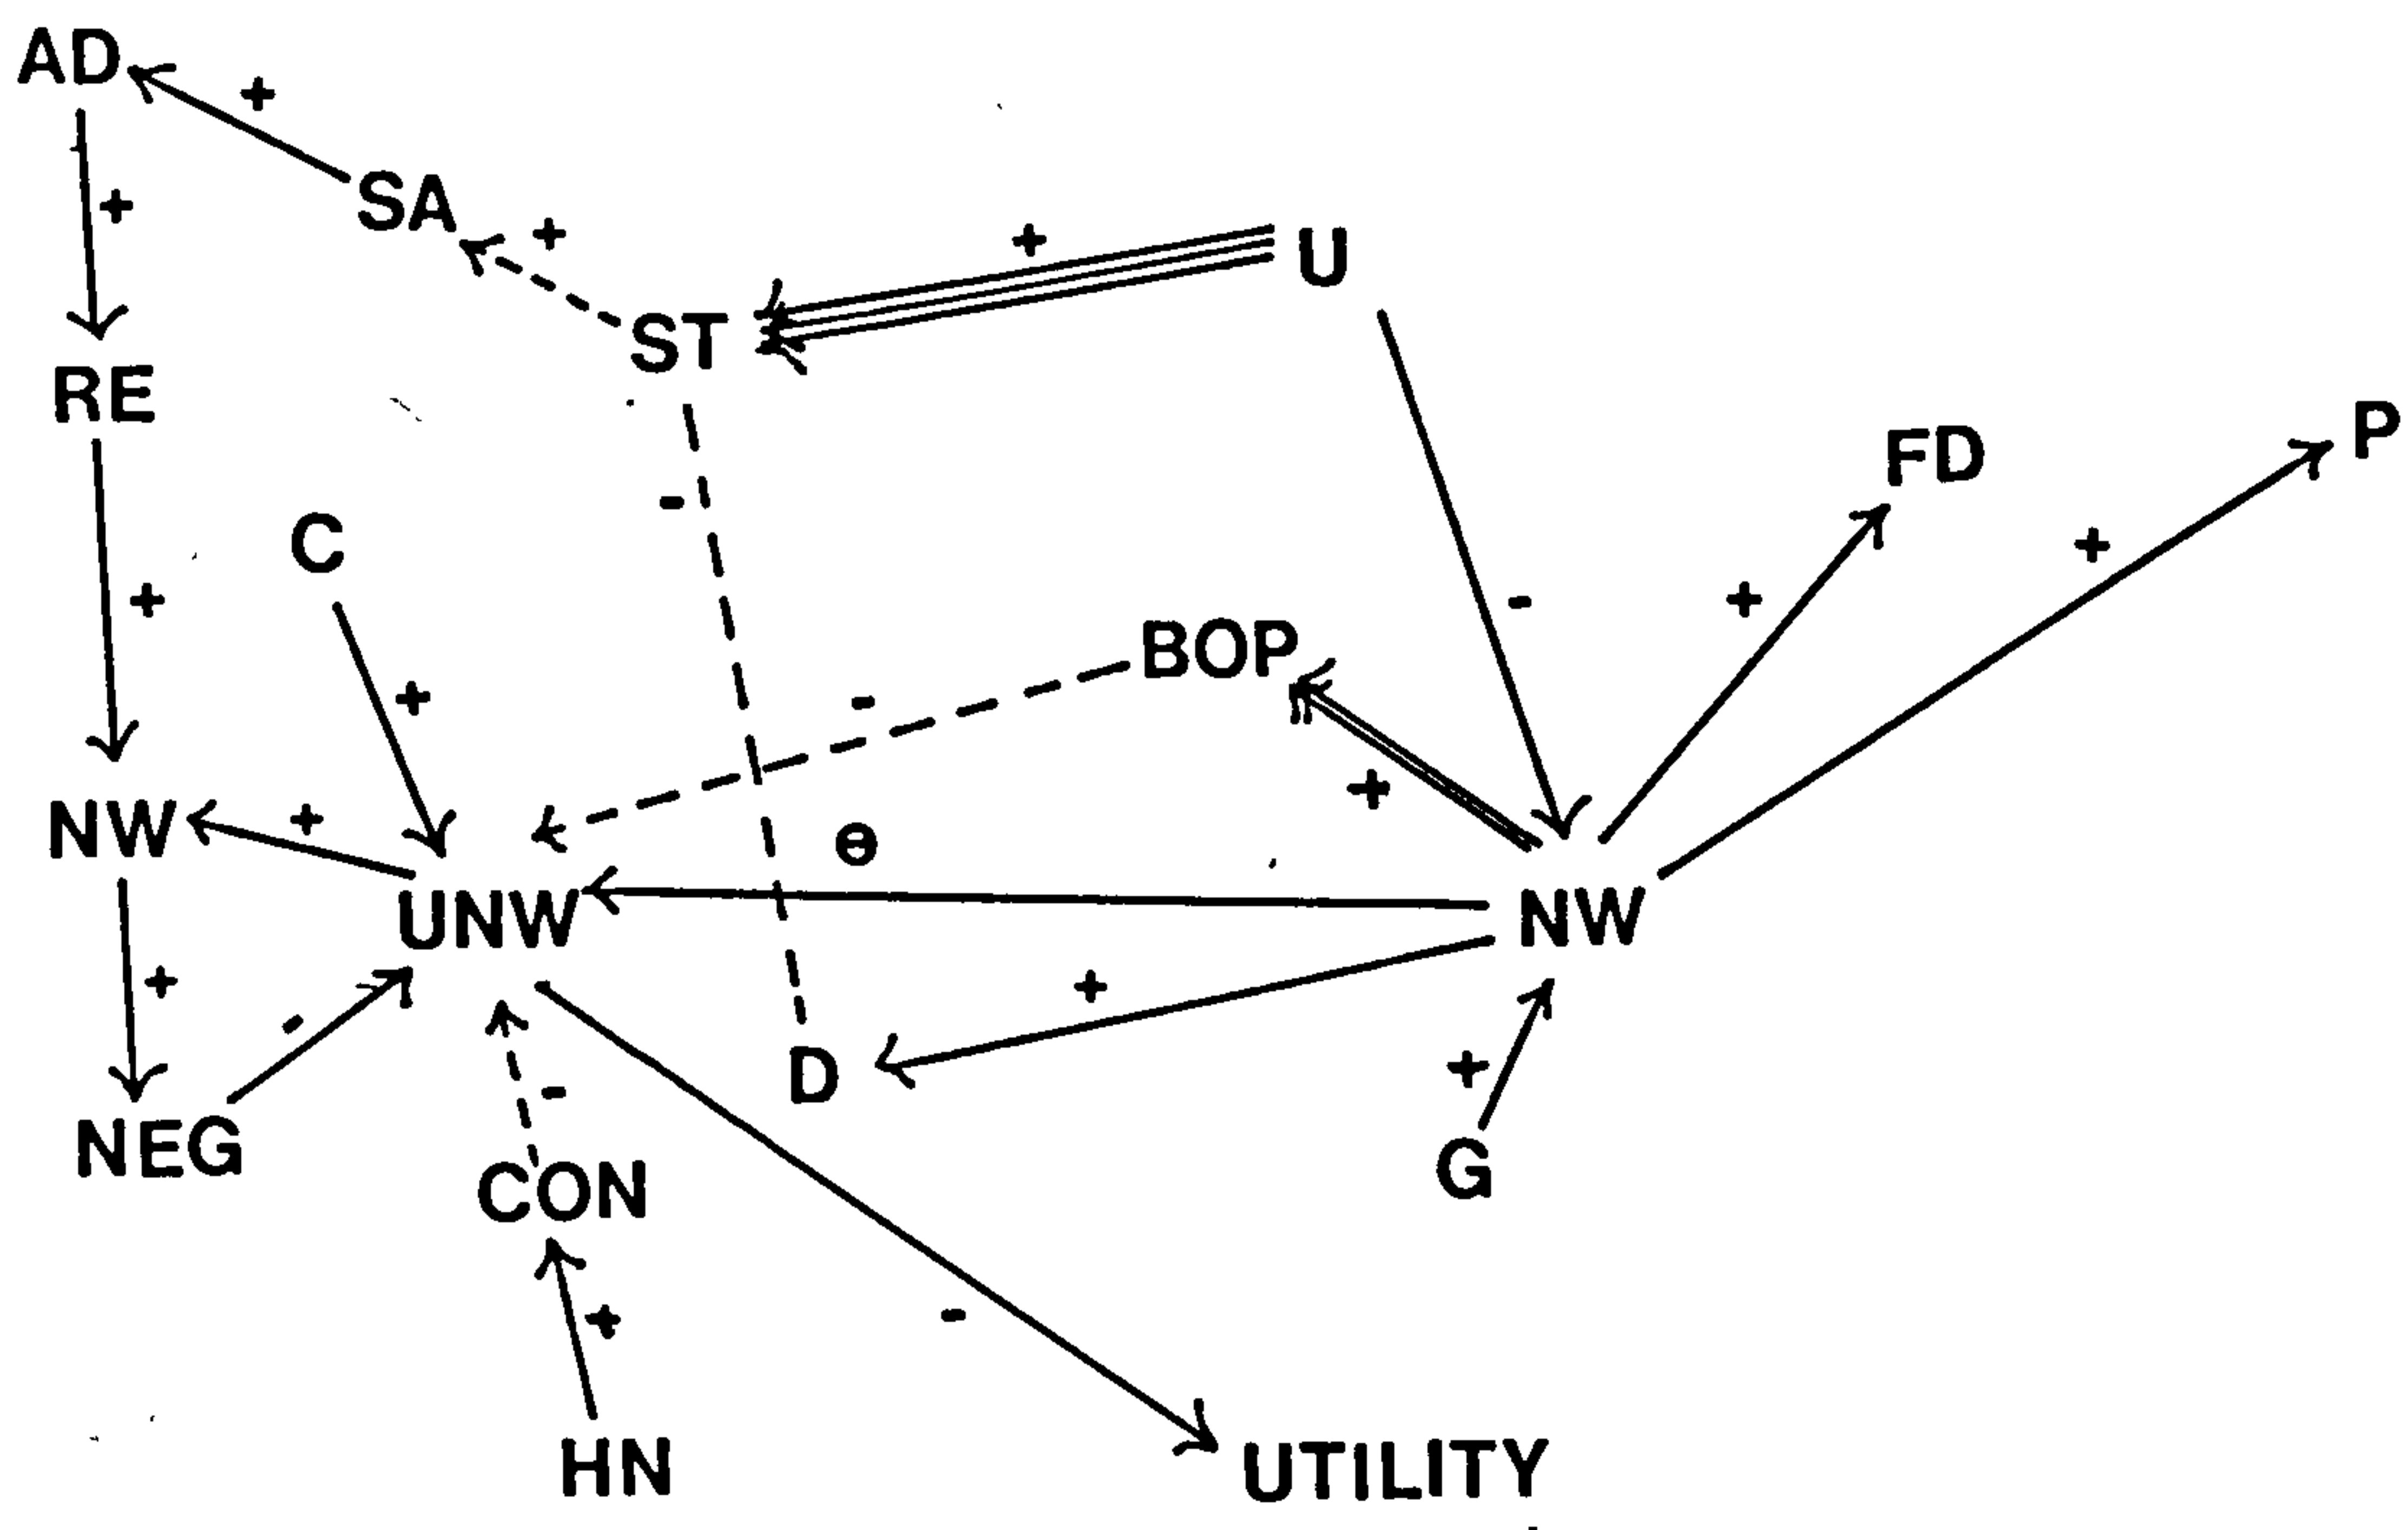 AD
+
SA
+
+
+
U
ST
RE
FD
P
-
C
+
+
-
+
+
BOP
-
+
+
NW
+
Θ
UNW
NW
+
+
-
D
+
-
NEG
CON
G
+
-
HN
UTILITY